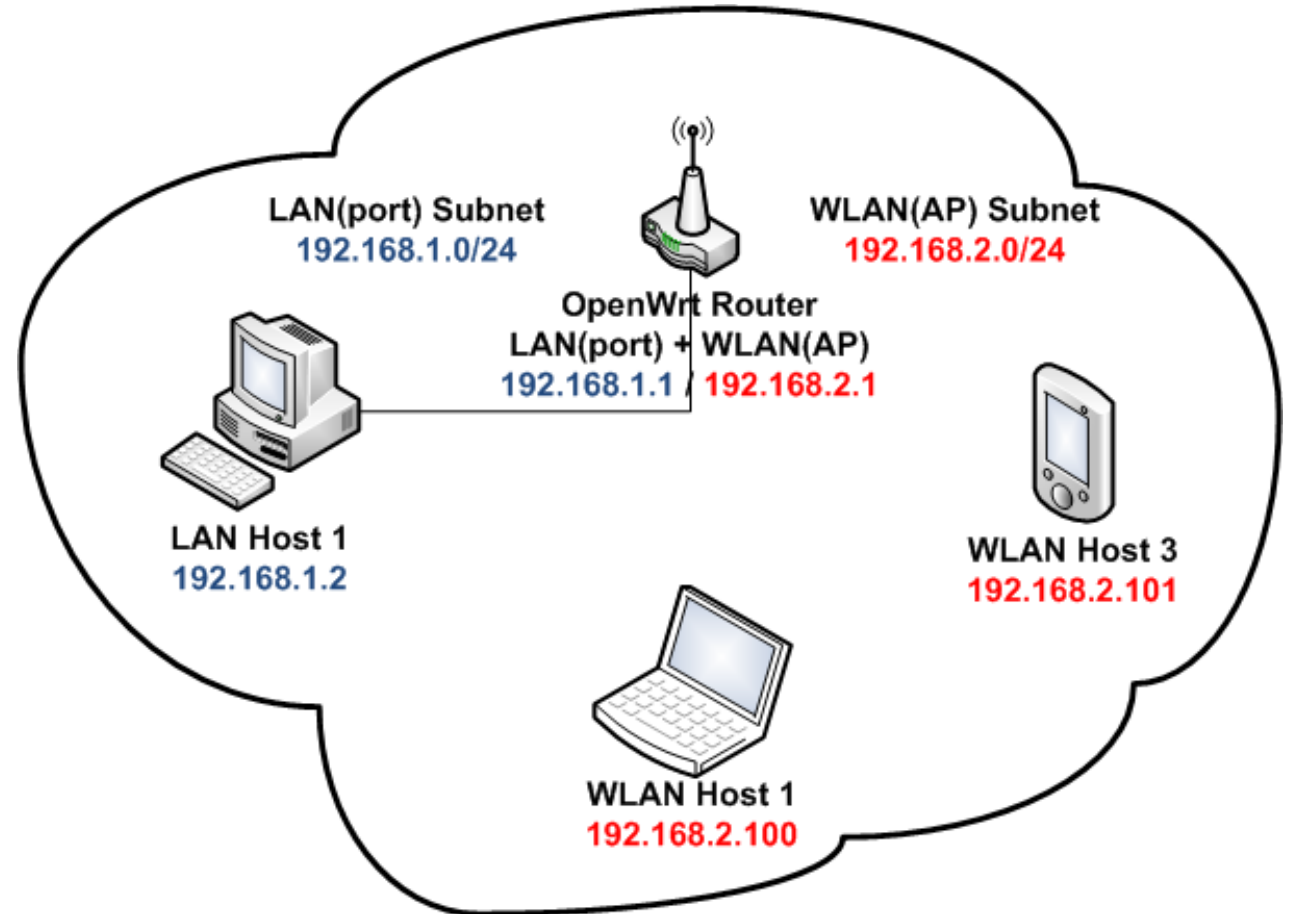 LAN(port) Subnet
192.168.1.0/24
WLAN(AP) Subnet
192.168.2.0/24
OpenWrt Router
LAN(port) + WLAN(AP)
192.168.1.1 / 192.168.2.1
LAN Host 1
192.168.1.2
WLAN Host 3
192.168.2.101
WLAN Host 1
192.168.2.100